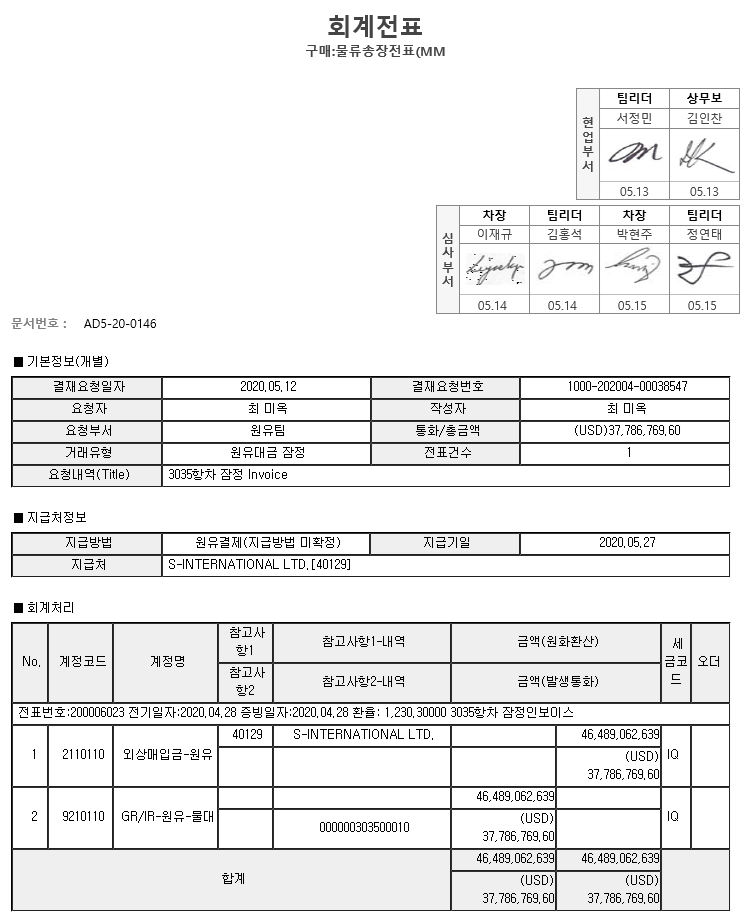 회계전표
구매:물류송장전표(MM
현업부서
팀리더 상무보
서정민 김인찬
05.13 05.13
심사부서
차장 팀리더 차장 팀리더
이재규 김홍석 박현주 정연태
05.14 05.14 05.15 05.15
문서번호 : AD5-20-0146
■ 기본정보(개별)
결재요청일자 2020.05.12 결재요청번호 1000-202004-00038547
요청자 최 미옥 작성자 최 미옥
요청부서 원유팀 통화/총금액 (USD)37,786,769.60
거래유형 원유대금 잠정 전표건수 1
요청내역(Title) 3035항차 잠정 Invoice
■ 지급처정보
지급방법 원유결제(지급방법 미확정) 지급기일 2020.05.27
지급처 S-INTERNATIONAL LTD.[40129]
■ 회계처리
No. 계정코드 계정명 참고사항1 참고사항1-내역 금액(원화환산) 세금코드 오더
참고사항2 참고사항2-내역 금액(발생통화)
전표번호:200006023 전기일자:2020.04.28 증빙일자:2020.04.28 환율: 1,230.30000 3035항차 잠정인보이스
1 2110110 외상매입금-원유 40129 S-INTERNATIONAL LTD. 46,489,062,639 IQ
(USD)
37,786,769.60
2 9210110 GR/IR-원유-물대 46,489,062,639 IQ
000000303500010 (USD)
37,786,769.60
합계 46,489,062,639 46,489,062,639
(USD) (USD)
37,786,769.60 37,786,769.60